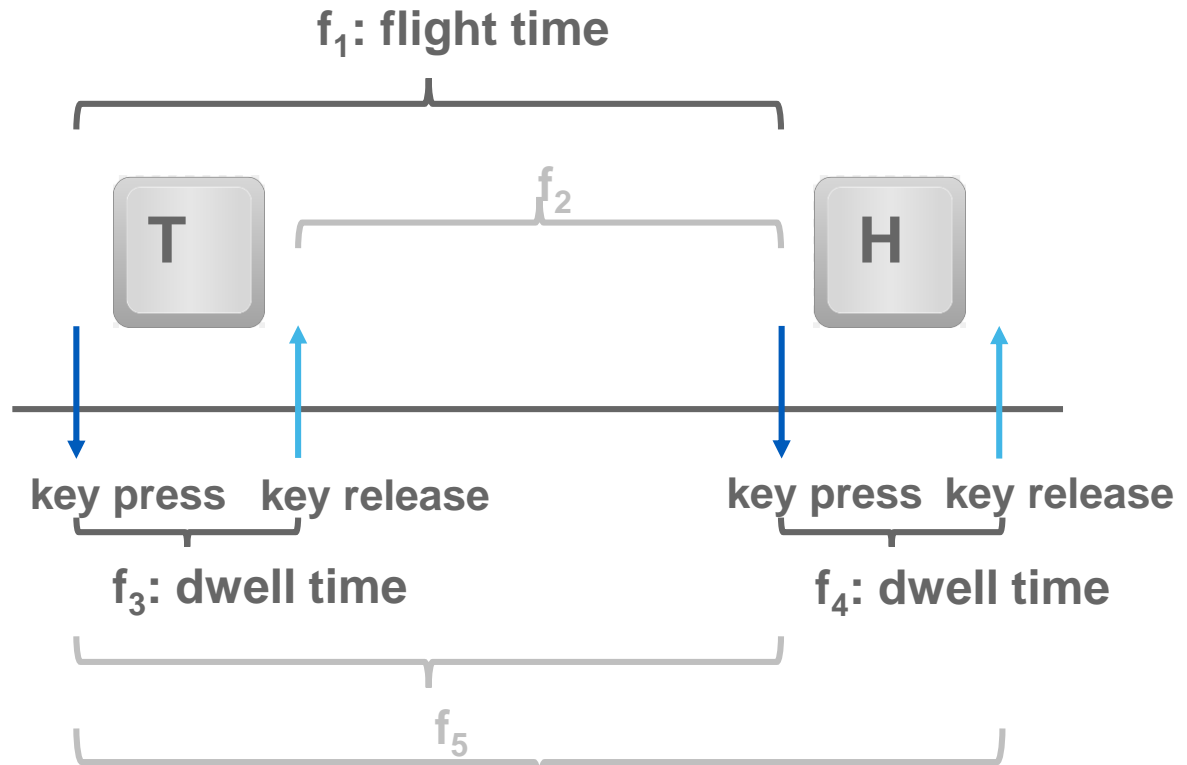 f₁: flight time
f₂
T
H
key press key release key press key release
f₃: dwell time f₄: dwell time
f₅